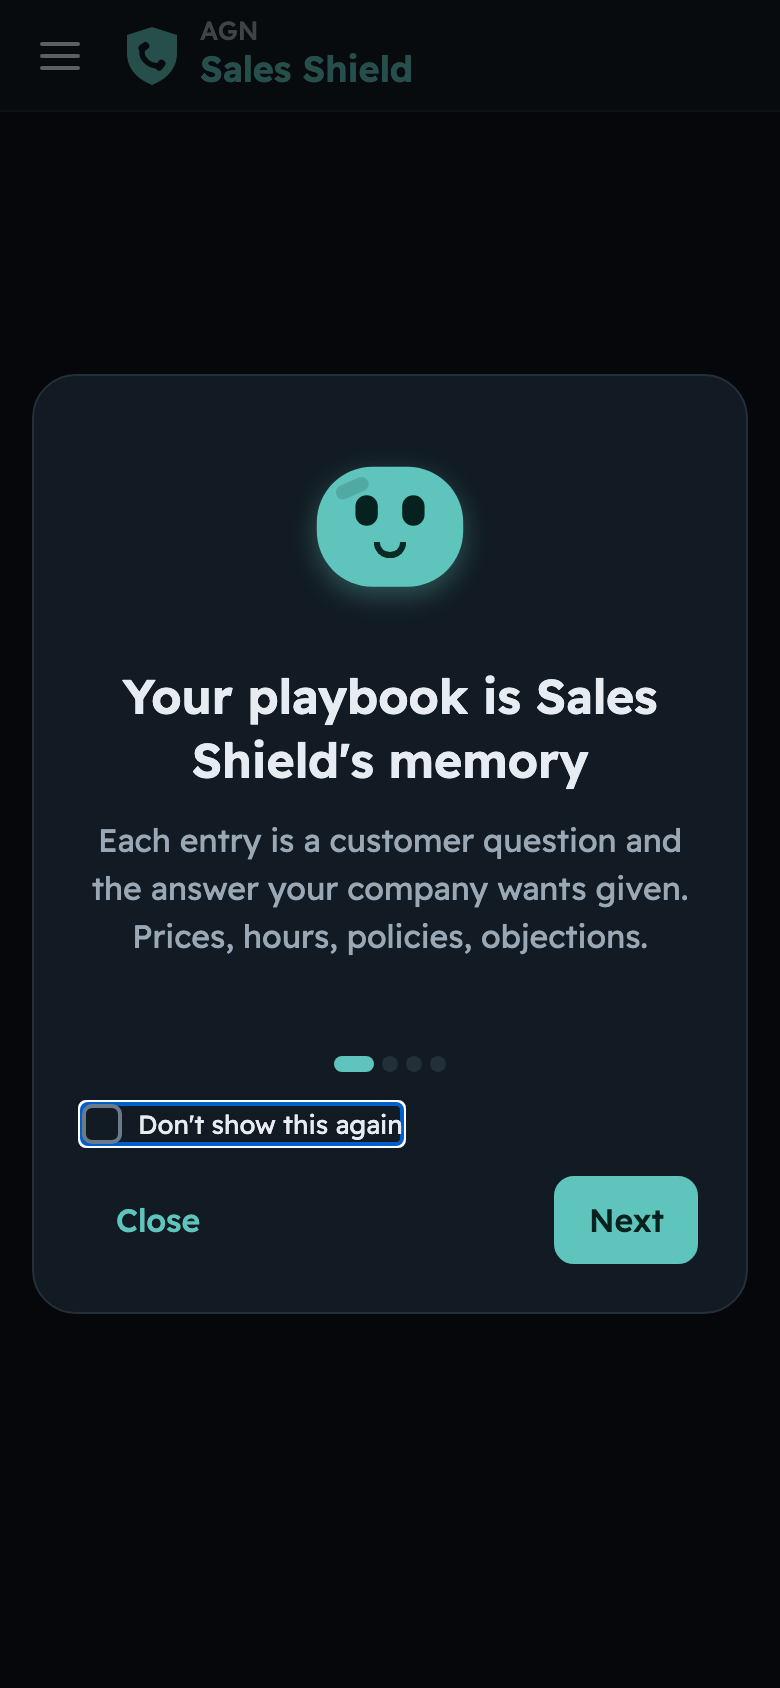 AGN
Sales Shield
Your playbook is Sales
Shield's memory
Each entry is a customer question and
the answer your company wants given.
Prices, hours, policies, objections.
Don't show this again
Close
Next